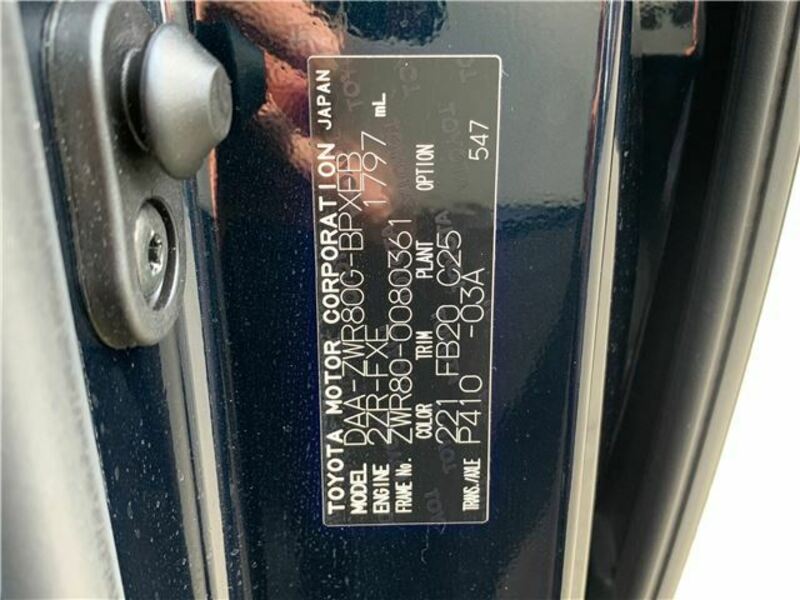 TOYOTA MOTOR CORPORATION JAPAN
MODEL DAA-ZWR80G-BPXEB
ENGINE 2ZR-FXE 1797 mL
FRAME No. ZWR80-0080361
COLOR TRIM PLANT OPTION
221 FB20 C25 547
TRANS./AXLE P410 -03A